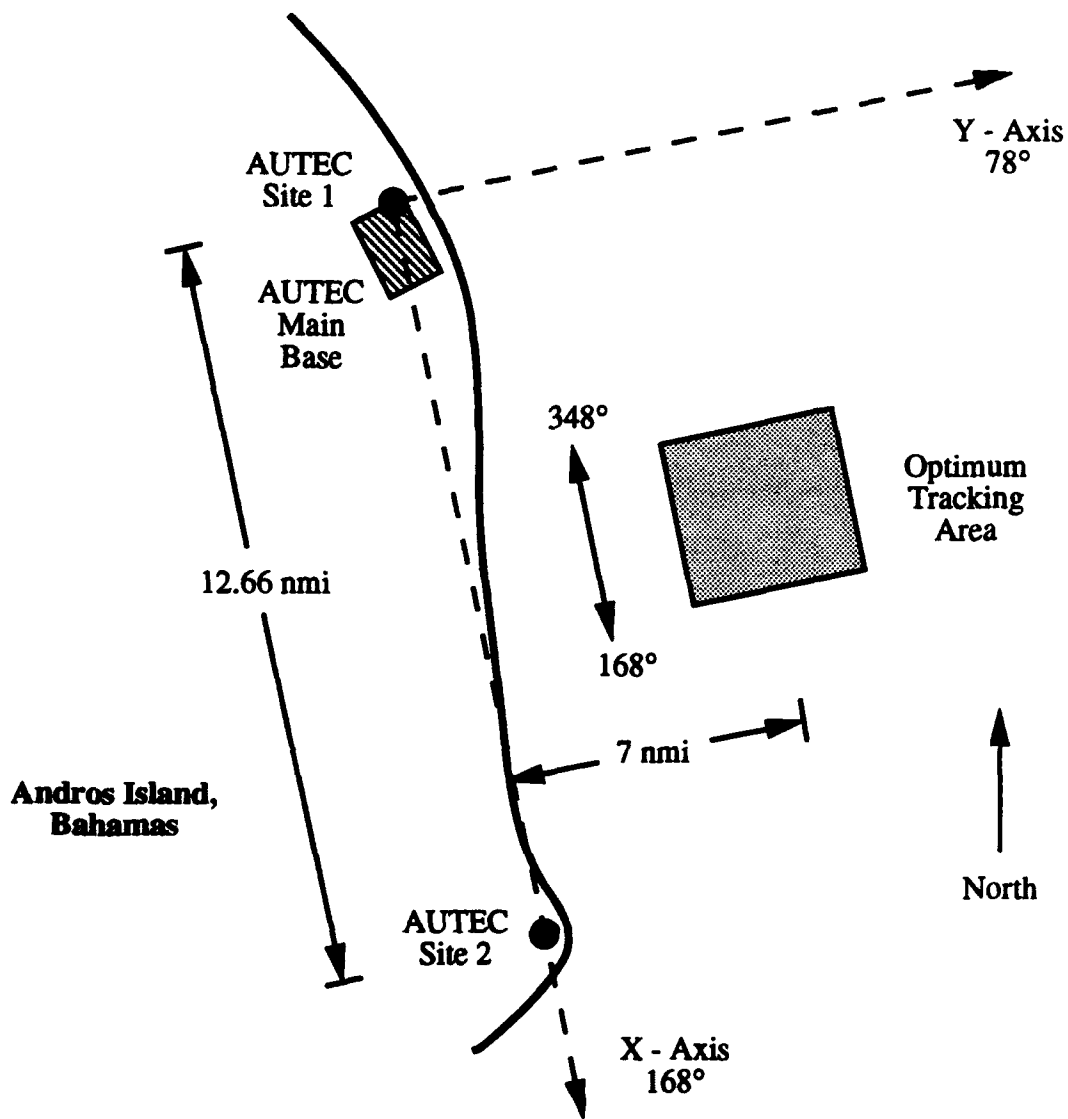 AUTEC
Site 1
Y - Axis
78°
AUTEC
Main
Base
348°
Optimum
Tracking
Area
12.66 nmi
168°
7 nmi
Andros Island,
Bahamas
North
AUTEC
Site 2
X - Axis
168°